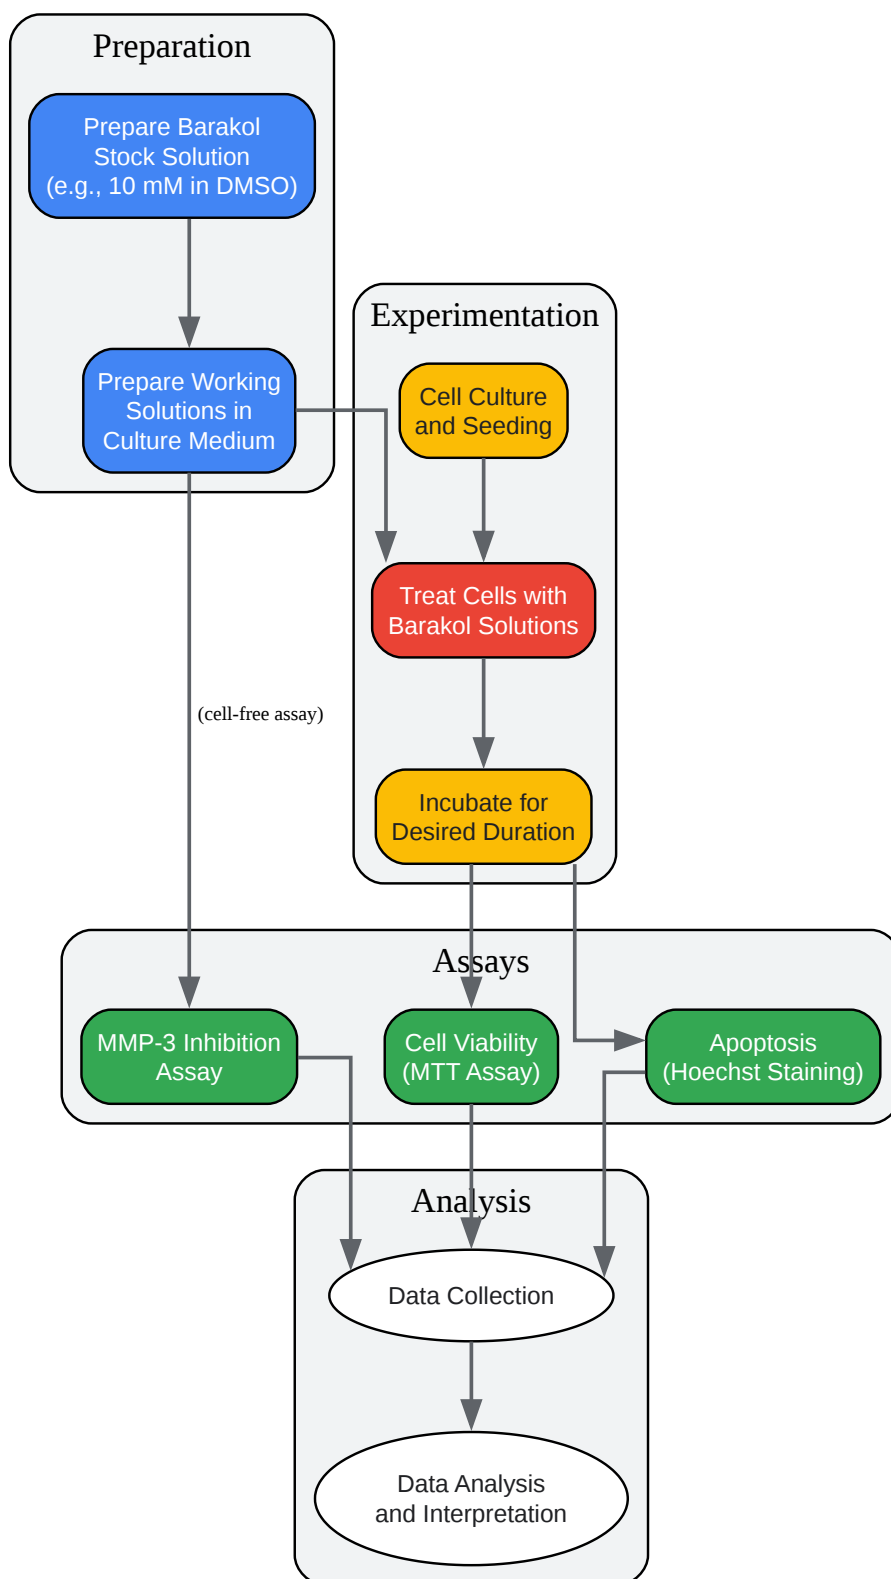 Preparation
Prepare Barakol
Stock Solution
(e.g., 10 mM in DMSO)
Prepare Working
Solutions in
Culture Medium
Experimentation
Cell Culture
and Seeding
Treat Cells with
Barakol Solutions
(cell-free assay)
Incubate for
Desired Duration
Assays
MMP-3 Inhibition
Assay
Cell Viability
(MTT Assay)
Apoptosis
(Hoechst Staining)
Analysis
Data Collection
Data Analysis
and Interpretation